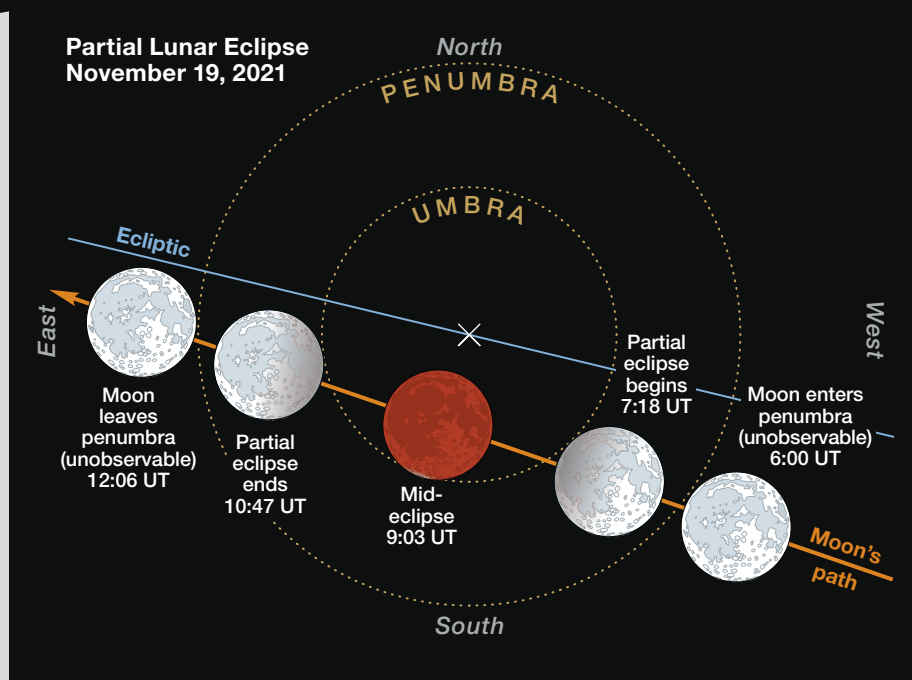 Partial Lunar Eclipse
November 19, 2021
North
PENUMBRA
UMBRA
Ecliptic
East
West
Partial
eclipse
begins
7:18 UT
Moon enters
penumbra
(unobservable)
6:00 UT
Moon
leaves
penumbra
(unobservable)
12:06 UT
Partial
eclipse
ends
10:47 UT
Mid-
eclipse
9:03 UT
Moon's
path
South